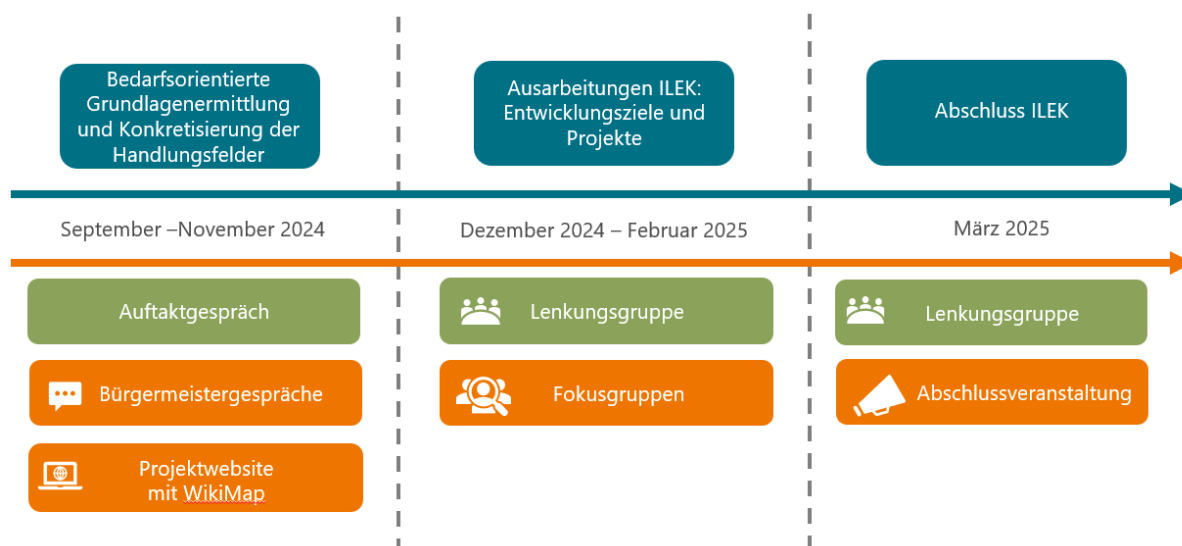 Bedarfsorientierte
Grundlagenermittlung
und Konkretisierung der
Handlungsfelder
Ausarbeitungen ILEK:
Entwicklungsziele und
Projekte
Abschluss ILEK
September –November 2024
Dezember 2024 – Februar 2025
März 2025
Auftaktgespräch
Lenkungsgruppe
Lenkungsgruppe
Bürgermeistergespräche
Fokusgruppen
Abschlussveranstaltung
Projektwebsite
mit WikiMap